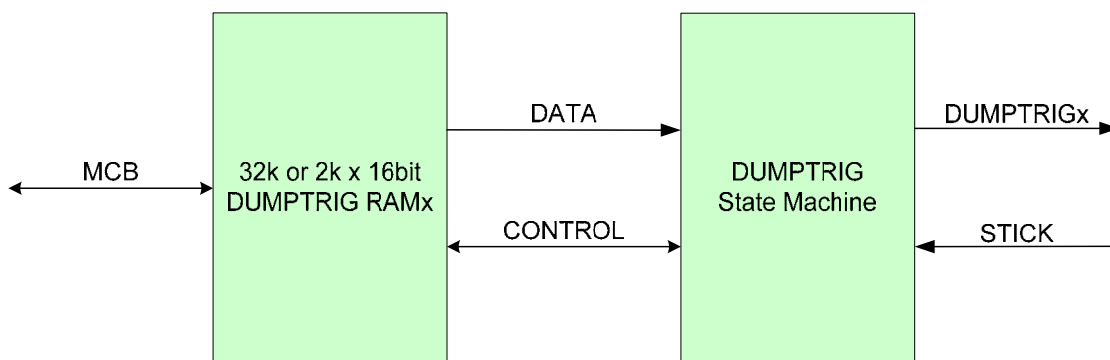 DATA
DUMPTRIGx
MCB
32k or 2k x 16bit
DUMPTRIG RAMx
DUMPTRIG
State Machine
CONTROL
STICK